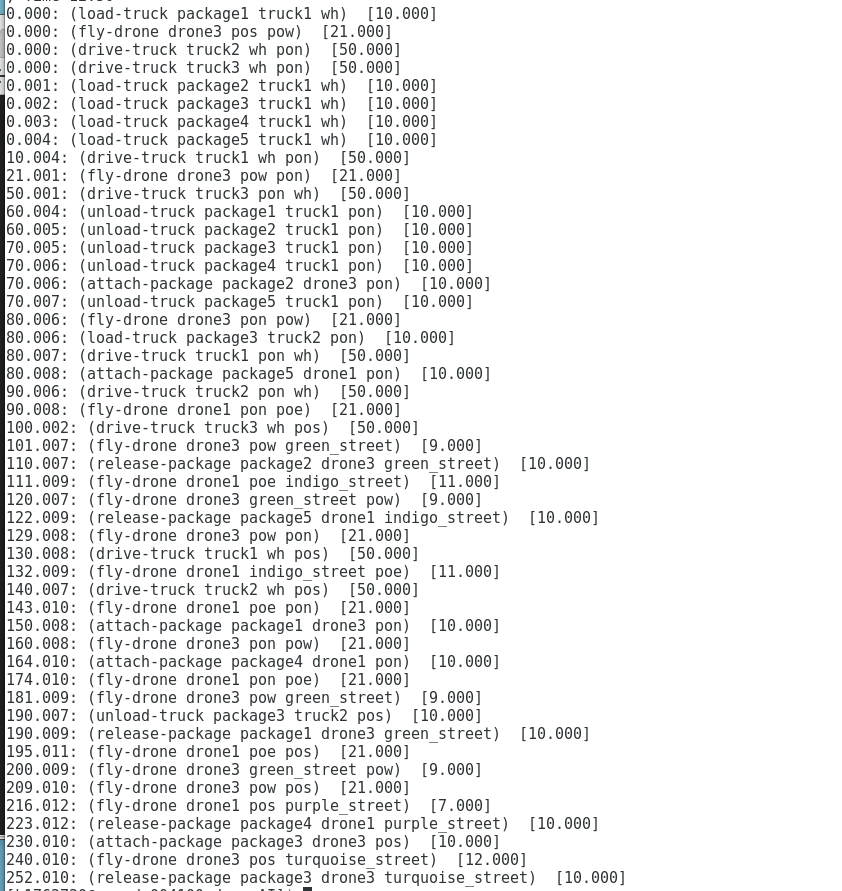 0.000: (load-truck package1 truck1 wh)  [10.000]
0.000: (fly-drone drone3 pos pow)  [21.000]
0.000: (drive-truck truck2 wh pon)  [50.000]
0.000: (drive-truck truck3 wh pon)  [50.000]
0.001: (load-truck package2 truck1 wh)  [10.000]
0.002: (load-truck package3 truck1 wh)  [10.000]
0.003: (load-truck package4 truck1 wh)  [10.000]
0.004: (load-truck package5 truck1 wh)  [10.000]
10.004: (drive-truck truck1 wh pon)  [50.000]
21.001: (fly-drone drone3 pow pon)  [21.000]
50.001: (drive-truck truck3 pon wh)  [50.000]
60.004: (unload-truck package1 truck1 pon)  [10.000]
60.005: (unload-truck package2 truck1 pon)  [10.000]
70.005: (unload-truck package3 truck1 pon)  [10.000]
70.006: (unload-truck package4 truck1 pon)  [10.000]
70.006: (attach-package package2 drone3 pon)  [10.000]
70.007: (unload-truck package5 truck1 pon)  [10.000]
80.006: (fly-drone drone3 pon pow)  [21.000]
80.006: (load-truck package3 truck2 pon)  [10.000]
80.007: (drive-truck truck1 pon wh)  [50.000]
80.008: (attach-package package5 drone1 pon)  [10.000]
90.006: (drive-truck truck2 pon wh)  [50.000]
90.008: (fly-drone drone1 pon poe)  [21.000]
100.002: (drive-truck truck3 wh pos)  [50.000]
101.007: (fly-drone drone3 pow green_street)  [9.000]
110.007: (release-package package2 drone3 green_street)  [10.000]
111.009: (fly-drone drone1 poe indigo_street)  [11.000]
120.007: (fly-drone drone3 green_street pow)  [9.000]
122.009: (release-package package5 drone1 indigo_street)  [10.000]
129.008: (fly-drone drone3 pow pon)  [21.000]
130.008: (drive-truck truck1 wh pos)  [50.000]
132.009: (fly-drone drone1 indigo_street poe)  [11.000]
140.007: (drive-truck truck2 wh pos)  [50.000]
143.010: (fly-drone drone1 poe pon)  [21.000]
150.008: (attach-package package1 drone3 pon)  [10.000]
160.008: (fly-drone drone3 pon pow)  [21.000]
164.010: (attach-package package4 drone1 pon)  [10.000]
174.010: (fly-drone drone1 pon poe)  [21.000]
181.009: (fly-drone drone3 pow green_street)  [9.000]
190.007: (unload-truck package3 truck2 pos)  [10.000]
190.009: (release-package package1 drone3 green_street)  [10.000]
195.011: (fly-drone drone1 poe pos)  [21.000]
200.009: (fly-drone drone3 green_street pow)  [9.000]
209.010: (fly-drone drone3 pow pos)  [21.000]
216.012: (fly-drone drone1 pos purple_street)  [7.000]
223.012: (release-package package4 drone1 purple_street)  [10.000]
230.010: (attach-package package3 drone3 pos)  [10.000]
240.010: (fly-drone drone3 pos turquoise_street)  [12.000]
252.010: (release-package package3 drone3 turquoise_street)  [10.000]